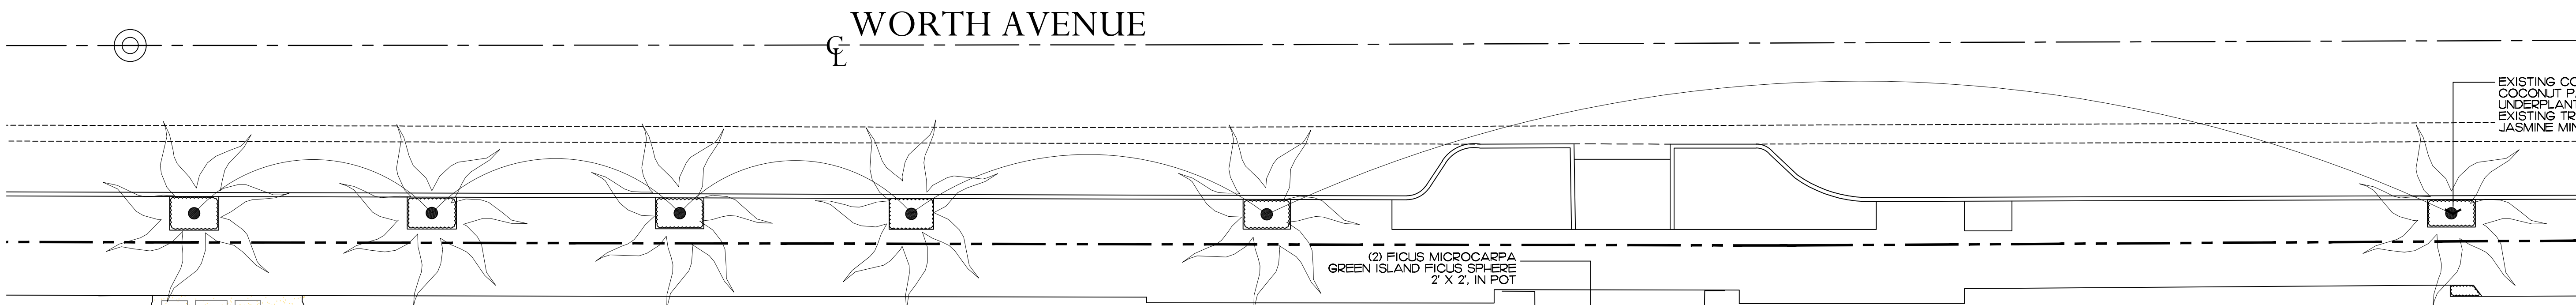 WORTH AVENUE
℄
EXISTING CO
COCONUT P
UNDERPLANT
EXISTING TR
JASMINE MIN
(2) FICUS MICROCARPA
GREEN ISLAND FICUS SPHERE
2' X 2', IN POT